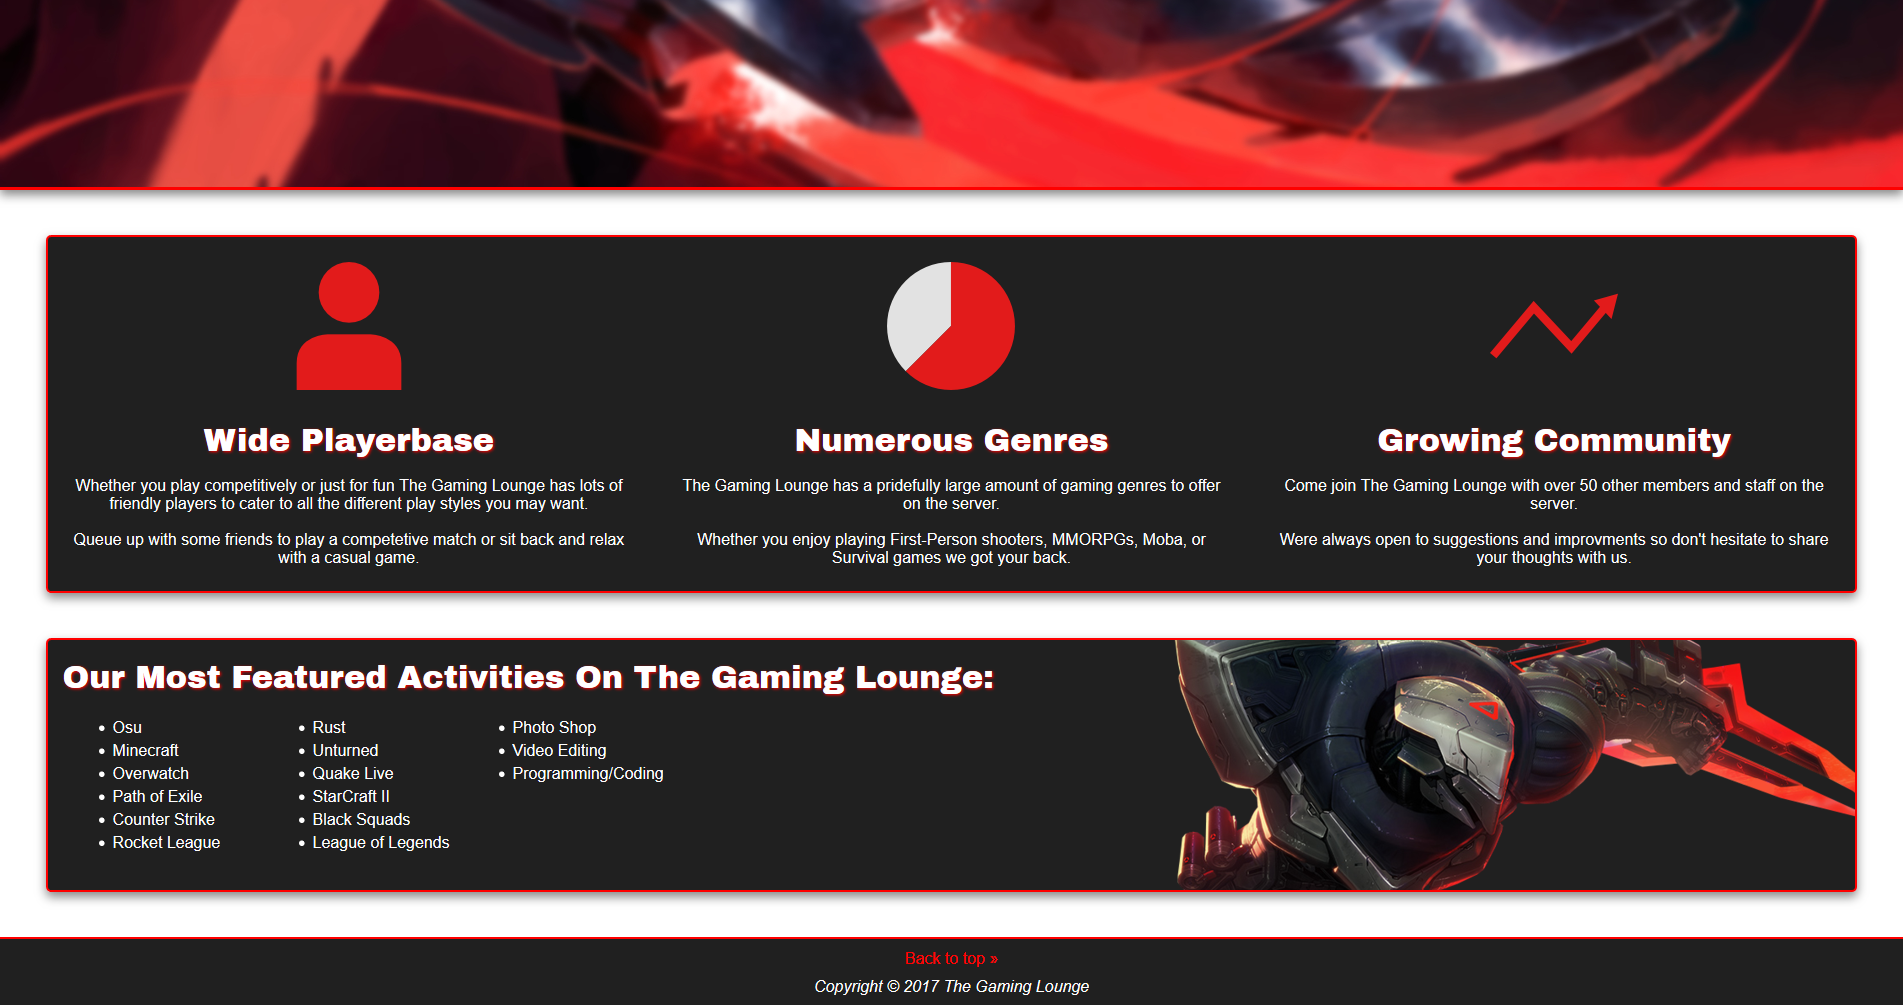 Wide Playerbase
Whether you play competitively or just for fun The Gaming Lounge has lots of
friendly players to cater to all the different play styles you may want.
Queue up with some friends to play a competetive match or sit back and relax
with a casual game.
Numerous Genres
The Gaming Lounge has a pridefully large amount of gaming genres to offer
on the server.
Whether you enjoy playing First-Person shooters, MMORPGs, Moba, or
Survival games we got your back.
Growing Community
Come join The Gaming Lounge with over 50 other members and staff on the
server.
Were always open to suggestions and improvments so don't hesitate to share
your thoughts with us.
Our Most Featured Activities On The Gaming Lounge:
• Osu
• Minecraft
• Overwatch
• Path of Exile
• Counter Strike
• Rocket League
• Rust
• Unturned
• Quake Live
• StarCraft II
• Black Squads
• League of Legends
• Photo Shop
• Video Editing
• Programming/Coding
Back to top »
Copyright © 2017 The Gaming Lounge